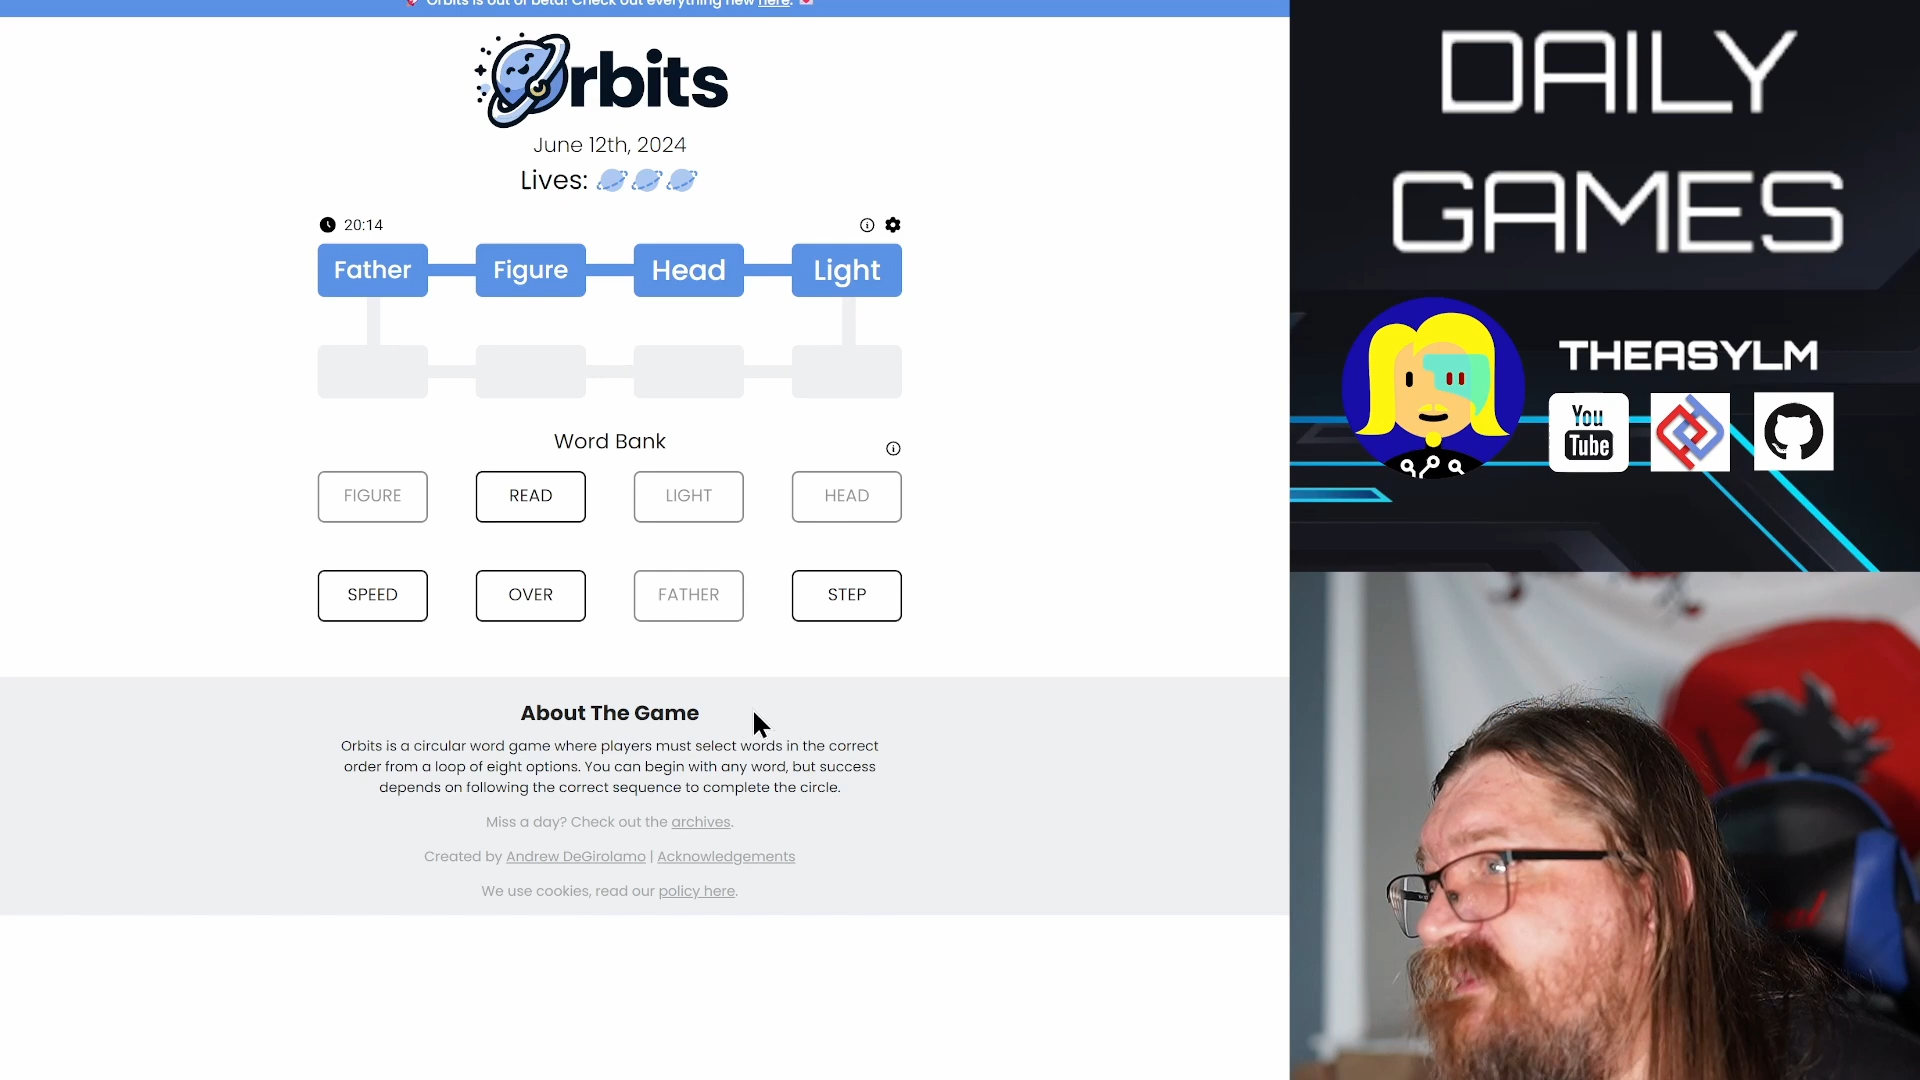 Orbits is out of beta! Check out everything new here.
Orbits
June 12th, 2024
Lives:
20:14
Father
Figure
Head
Light
Word Bank
FIGURE
READ
LIGHT
HEAD
SPEED
OVER
FATHER
STEP
About The Game
Orbits is a circular word game where players must select words in the correct
order from a loop of eight options. You can begin with any word, but success
depends on following the correct sequence to complete the circle.
Miss a day? Check out the archives.
Created by Andrew DeGirolamo | Acknowledgements
We use cookies, read our policy here.
DAILY
GAMES
THEASYLM
You
Tube